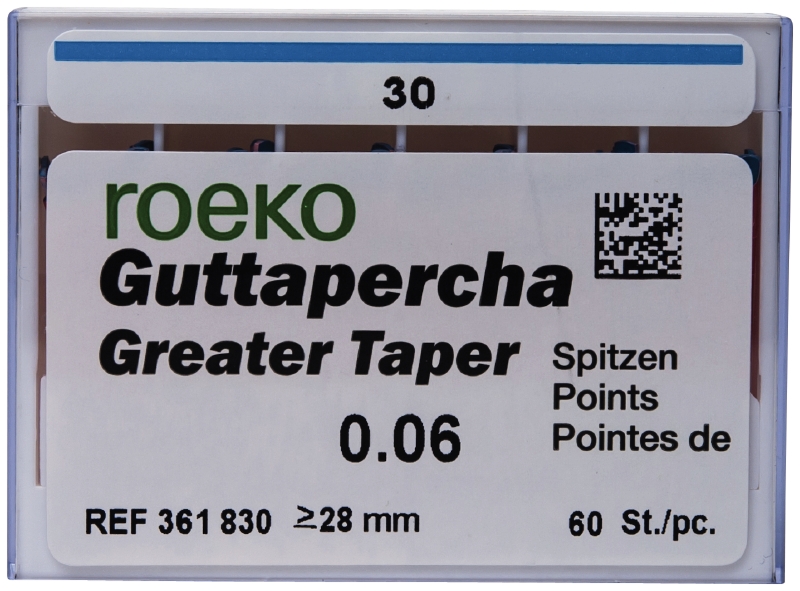 30
roeko
Guttapercha
Greater Taper
Spitzen
Points
Pointes de
0.06
REF 361 830 ≥28 mm
60 St./pc.